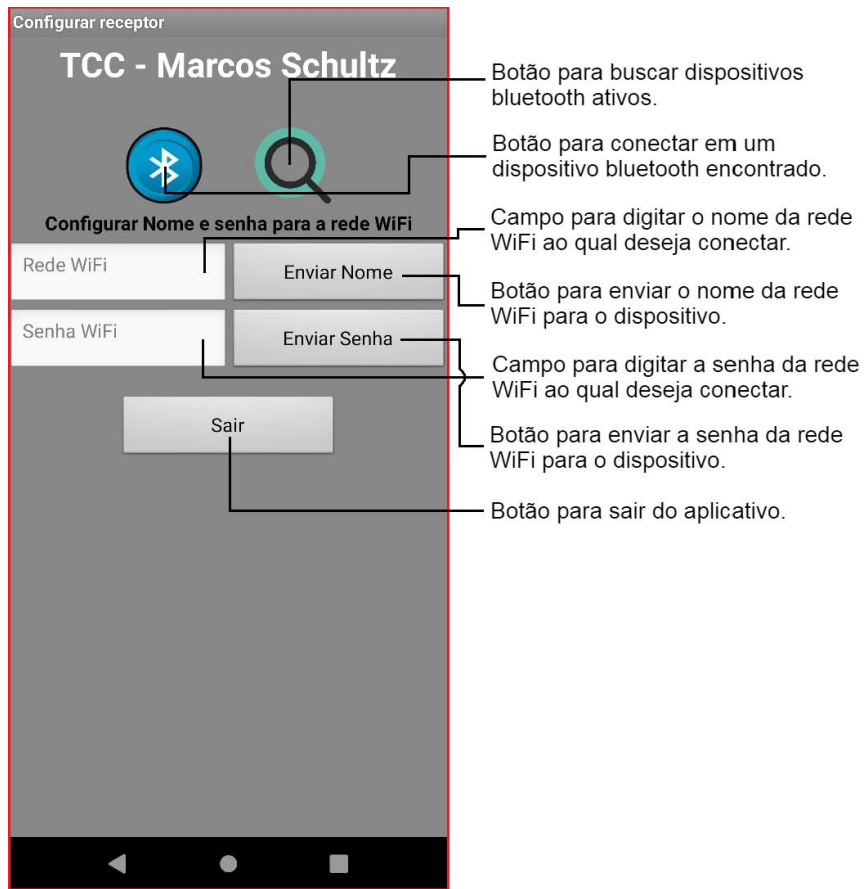 Configurar receptor
TCC - Marcos Schultz
Configurar Nome e senha para a rede WiFi
Rede WiFi
Enviar Nome
Senha WiFi
Enviar Senha
Sair
Botão para buscar dispositivos
bluetooth ativos.
Botão para conectar em um
dispositivo bluetooth encontrado.
Campo para digitar o nome da rede
WiFi ao qual deseja conectar.
Botão para enviar o nome da rede
WiFi para o dispositivo.
Campo para digitar a senha da rede
WiFi ao qual deseja conectar.
Botão para enviar a senha da rede
WiFi para o dispositivo.
Botão para sair do aplicativo.